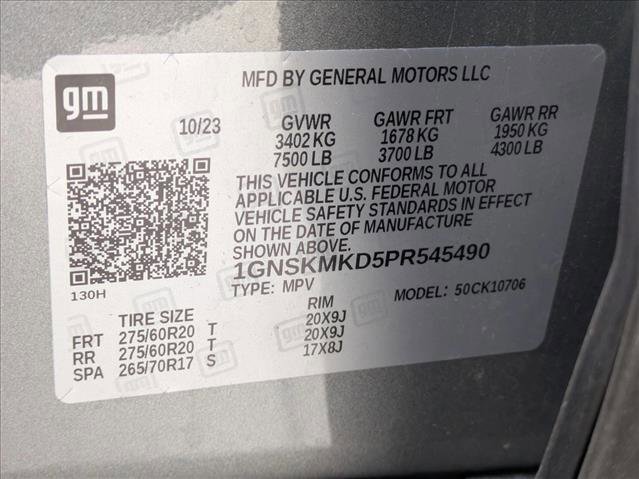 gm
MFD BY GENERAL MOTORS LLC
10/23 GVWR GAWR FRT GAWR RR
3402 KG 1678 KG 1950 KG
7500 LB 3700 LB 4300 LB
THIS VEHICLE CONFORMS TO ALL
APPLICABLE U.S. FEDERAL MOTOR
VEHICLE SAFETY STANDARDS IN EFFECT
ON THE DATE OF MANUFACTURE
SHOWN ABOVE.
1GNSKMKD5PR545490
TYPE: MPV MODEL: 50CK10706
130H
TIRE SIZE RIM
FRT 275/60R20 T 20X9J
RR 275/60R20 T 20X9J
SPA 265/70R17 S 17X8J